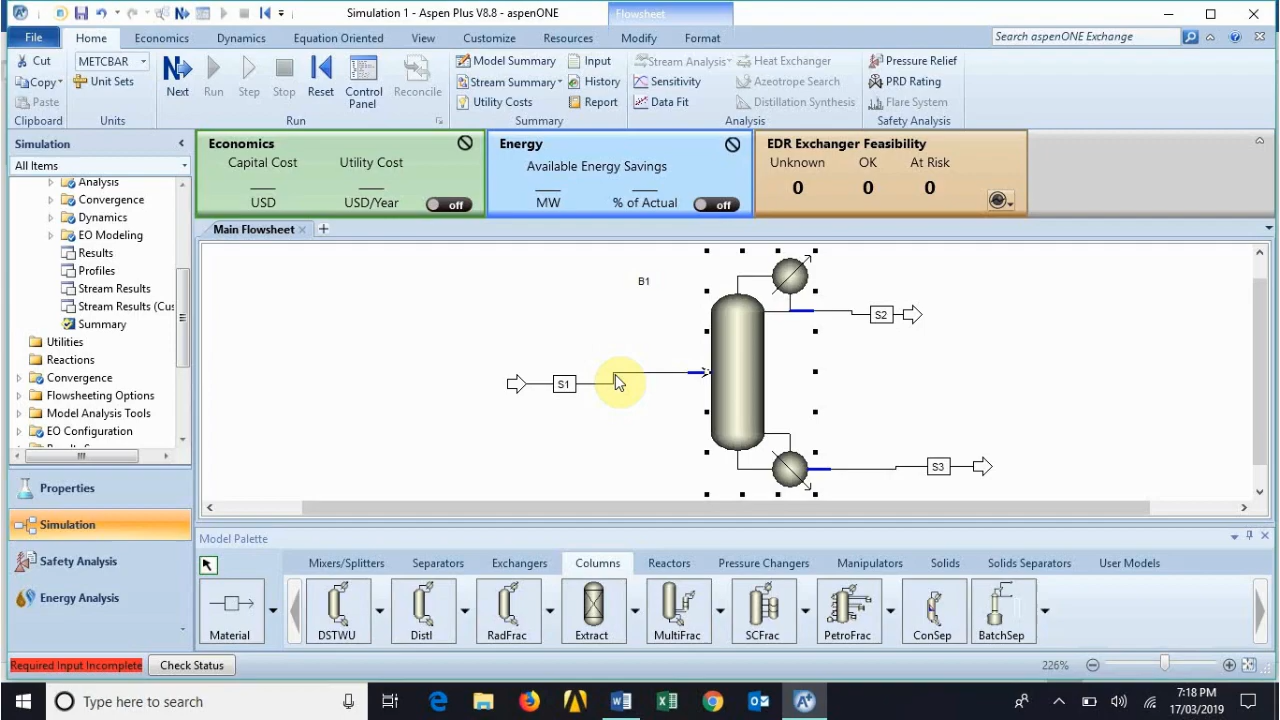 Simulation 1 - Aspen Plus V8.8 - aspenONE
Flowsheet
File Home Economics Dynamics Equation Oriented View Customize Resources Modify Format Search aspenONE Exchange
Cut
Copy
Paste
Clipboard
METCBAR
Unit Sets
Units
Next
Run
Step
Stop
Reset
Control
Panel
Reconcile
Run
Model Summary
Stream Summary
Utility Costs
Input
History
Report
Summary
Stream Analysis
Sensitivity
Data Fit
Heat Exchanger
Azeotrope Search
Distillation Synthesis
Analysis
Pressure Relief
PRD Rating
Flare System
Safety Analysis
Simulation
All Items
Analysis
Convergence
Dynamics
EO Modeling
Results
Profiles
Stream Results
Stream Results (Cus
Summary
Utilities
Reactions
Convergence
Flowsheeting Options
Model Analysis Tools
EO Configuration
Properties
Simulation
Safety Analysis
Energy Analysis
Economics
Capital Cost Utility Cost
USD USD/Year off
Energy
Available Energy Savings
MW % of Actual off
EDR Exchanger Feasibility
Unknown OK At Risk
0 0 0
Main Flowsheet
B1
S1
S2
S3
Model Palette
Mixers/Splitters Separators Exchangers Columns Reactors Pressure Changers Manipulators Solids Solids Separators User Models
Material DSTWU Distl RadFrac Extract MultiFrac SCFrac PetroFrac ConSep BatchSep
Required Input Incomplete Check Status 226%
Type here to search
7:18 PM
17/03/2019